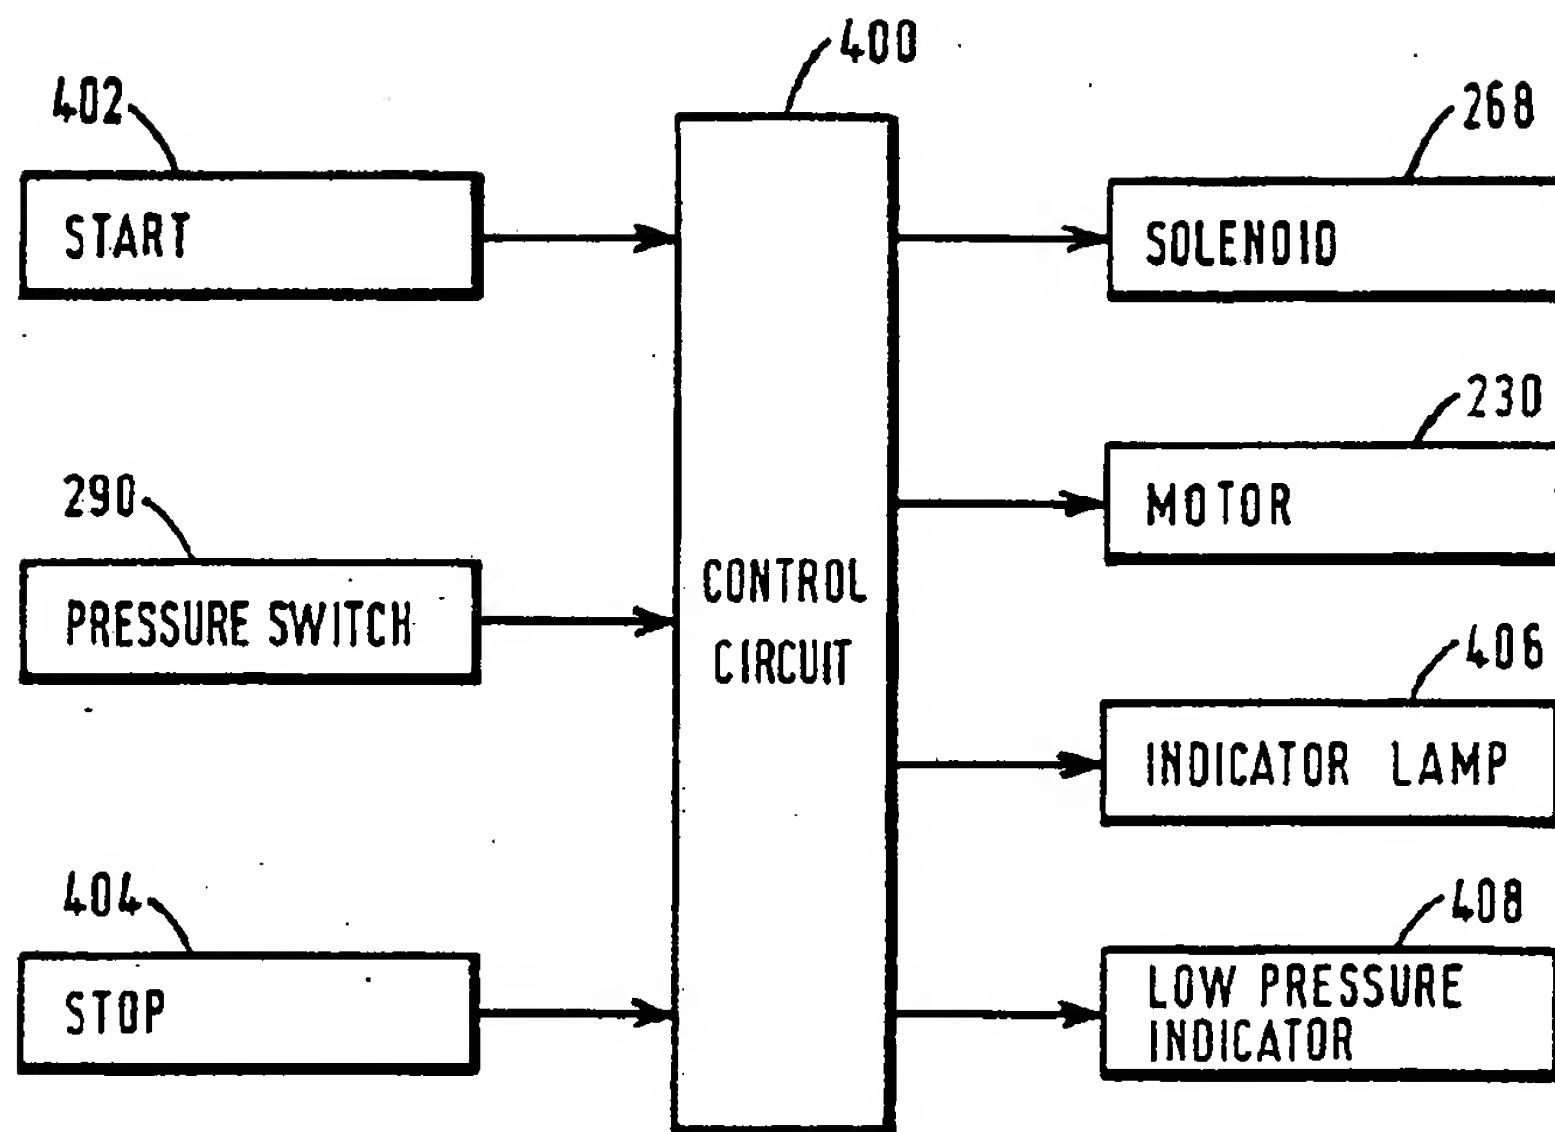 400
402
START
268
SOLENOID
230
MOTOR
290
PRESSURE SWITCH
CONTROL
CIRCUIT
406
INDICATOR LAMP
404
STOP
408
LOW PRESSURE
INDICATOR